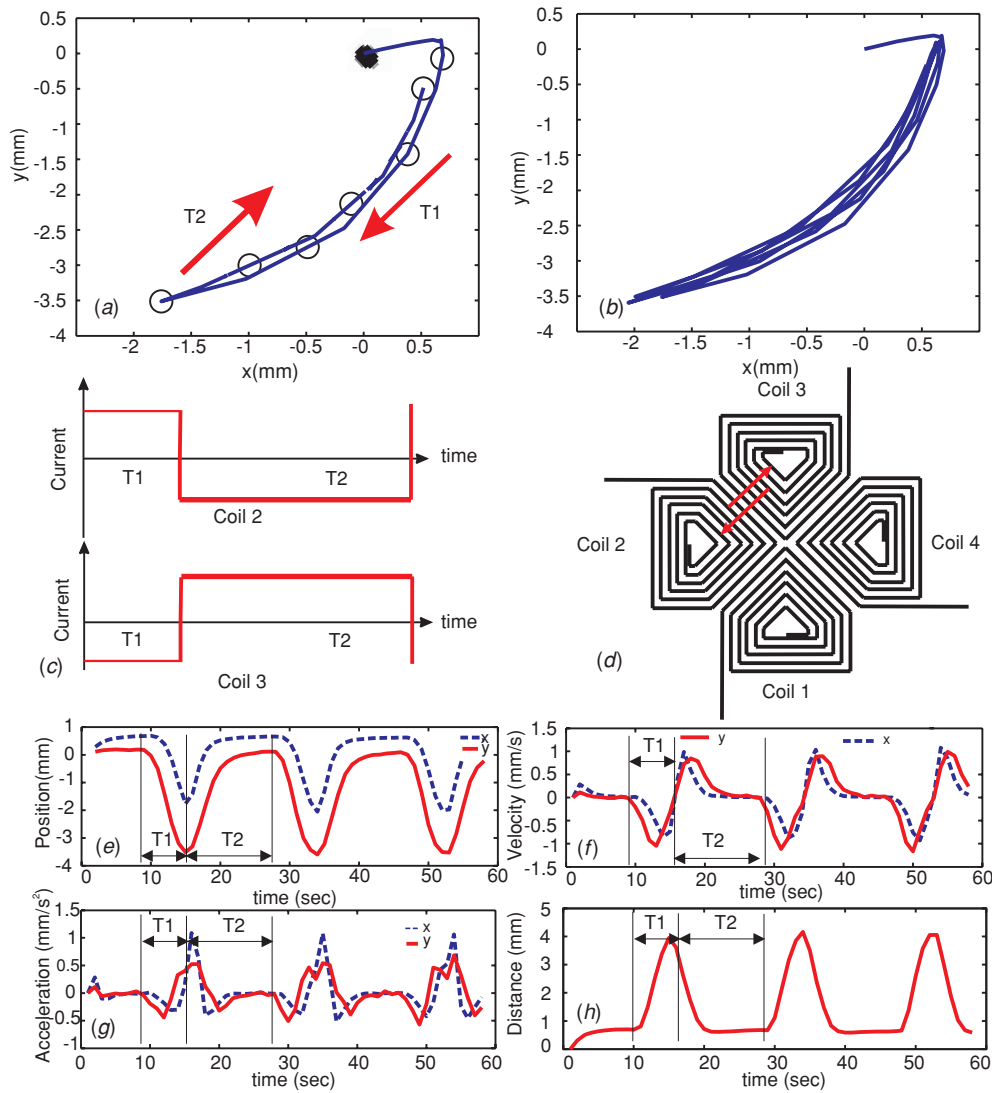 0.5
0
-0.5
-1
-1.5
-2
-2.5
-3
-3.5
-4
y(mm)
T2
T1
(a)
-2 -1.5 -1 -0.5 -0 0.5
x(mm)
0.5
0
-0.5
-1
-1.5
-2
-2.5
-3
-3.5
-4
y(mm)
(b)
-2 -1.5 -1 -0.5 -0 0.5
x(mm)
Current
time
T1 T2
Coil 2
Current
time
T1 T2
(c)
Coil 3
Coil 3
Coil 2
Coil 4
(d)
Coil 1
1
0
-1
-2
-3
-4
Position(mm)
x
y
T1 T2
(e)
0 10 20 30 40 50 60
time (sec)
1.5
1
0.5
0
-0.5
-1
-1.5
Velocity (mm/s)
T1
y x
T2
(f)
0 10 20 30 40 50 60
time (sec)
1.5
1
0.5
0
-0.5
-1
Acceleration (mm/s²)
T1 T2
x
y
(g)
0 10 20 30 40 50 60
time (sec)
5
4
3
2
1
0
Distance (mm)
T1 T2
(h)
0 10 20 30 40 50 60
time (sec)